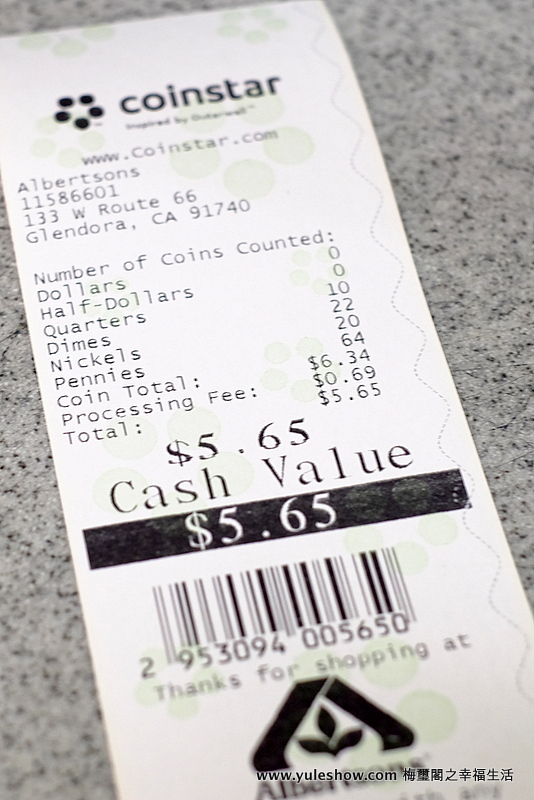 coinstar
Inspired by Outerwall™
www.Coinstar.com
Albertsons
11586601
133 W Route 66
Glendora, CA 91740
Number of Coins Counted:
Dollars 0
Half-Dollars 0
Quarters 10
Dimes 22
Nickels 20
Pennies 64
Coin Total: $6.34
Processing Fee: $0.69
Total: $5.65
$5.65
Cash Value
$5.65
2 953094 005650
Thanks for shopping at
Albertsons
www.yuleshow.com 梅璽閣之幸福生活